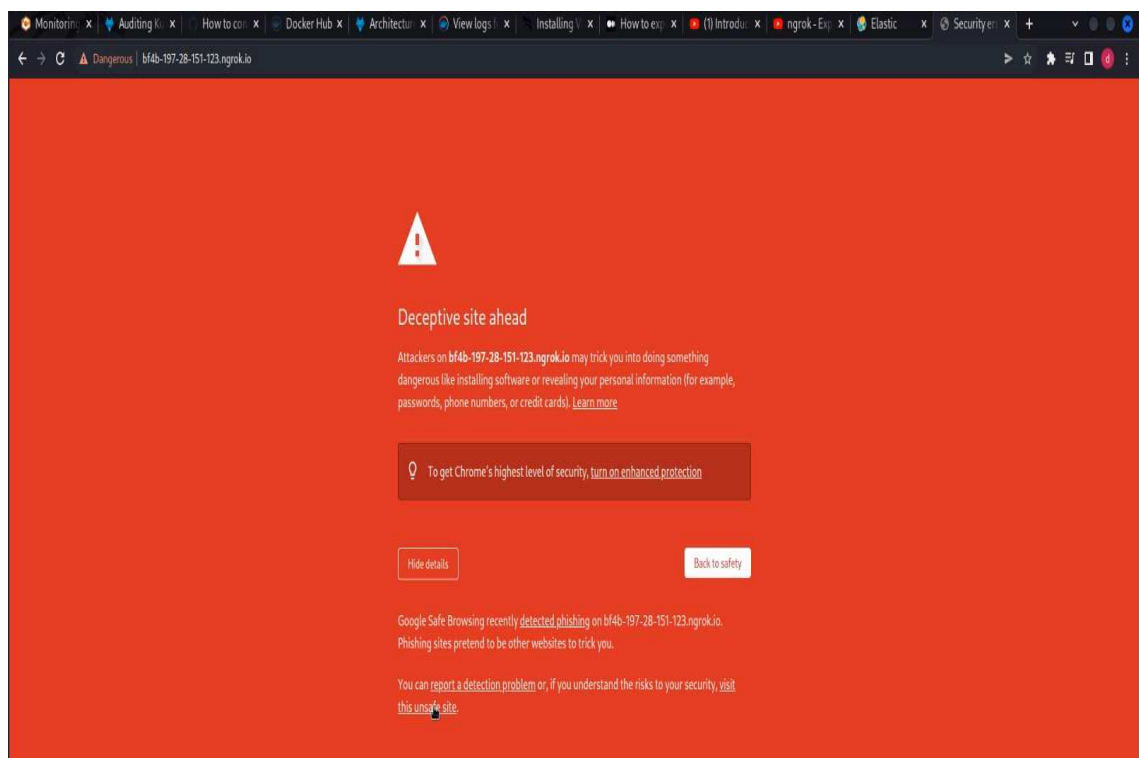 Monitoring Auditing Ku How to con Docker Hub Architectur View logs f Installing V How to exp (1) Introduc ngrok - Exp Elastic Security er
Dangerous bf4b-197-28-151-123.ngrok.io d
Deceptive site ahead
Attackers on bf4b-197-28-151-123.ngrok.io may trick you into doing something
dangerous like installing software or revealing your personal information (for example,
passwords, phone numbers, or credit cards). Learn more
To get Chrome's highest level of security, turn on enhanced protection
Hide details Back to safety
Google Safe Browsing recently detected phishing on bf4b-197-28-151-123.ngrok.io.
Phishing sites pretend to be other websites to trick you.
You can report a detection problem or, if you understand the risks to your security, visit
this unsafe site.